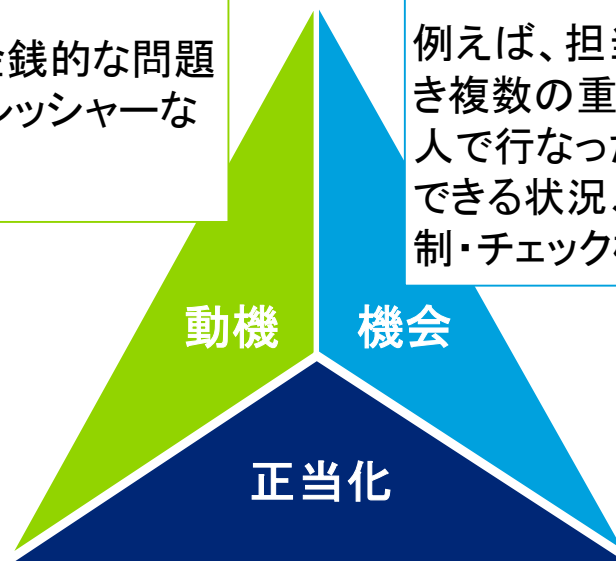 金銭的な問題
レッシャーな
例えば、担当
き複数の重
人で行なった
できる状況、
制・チェック
動機
機会
正当化